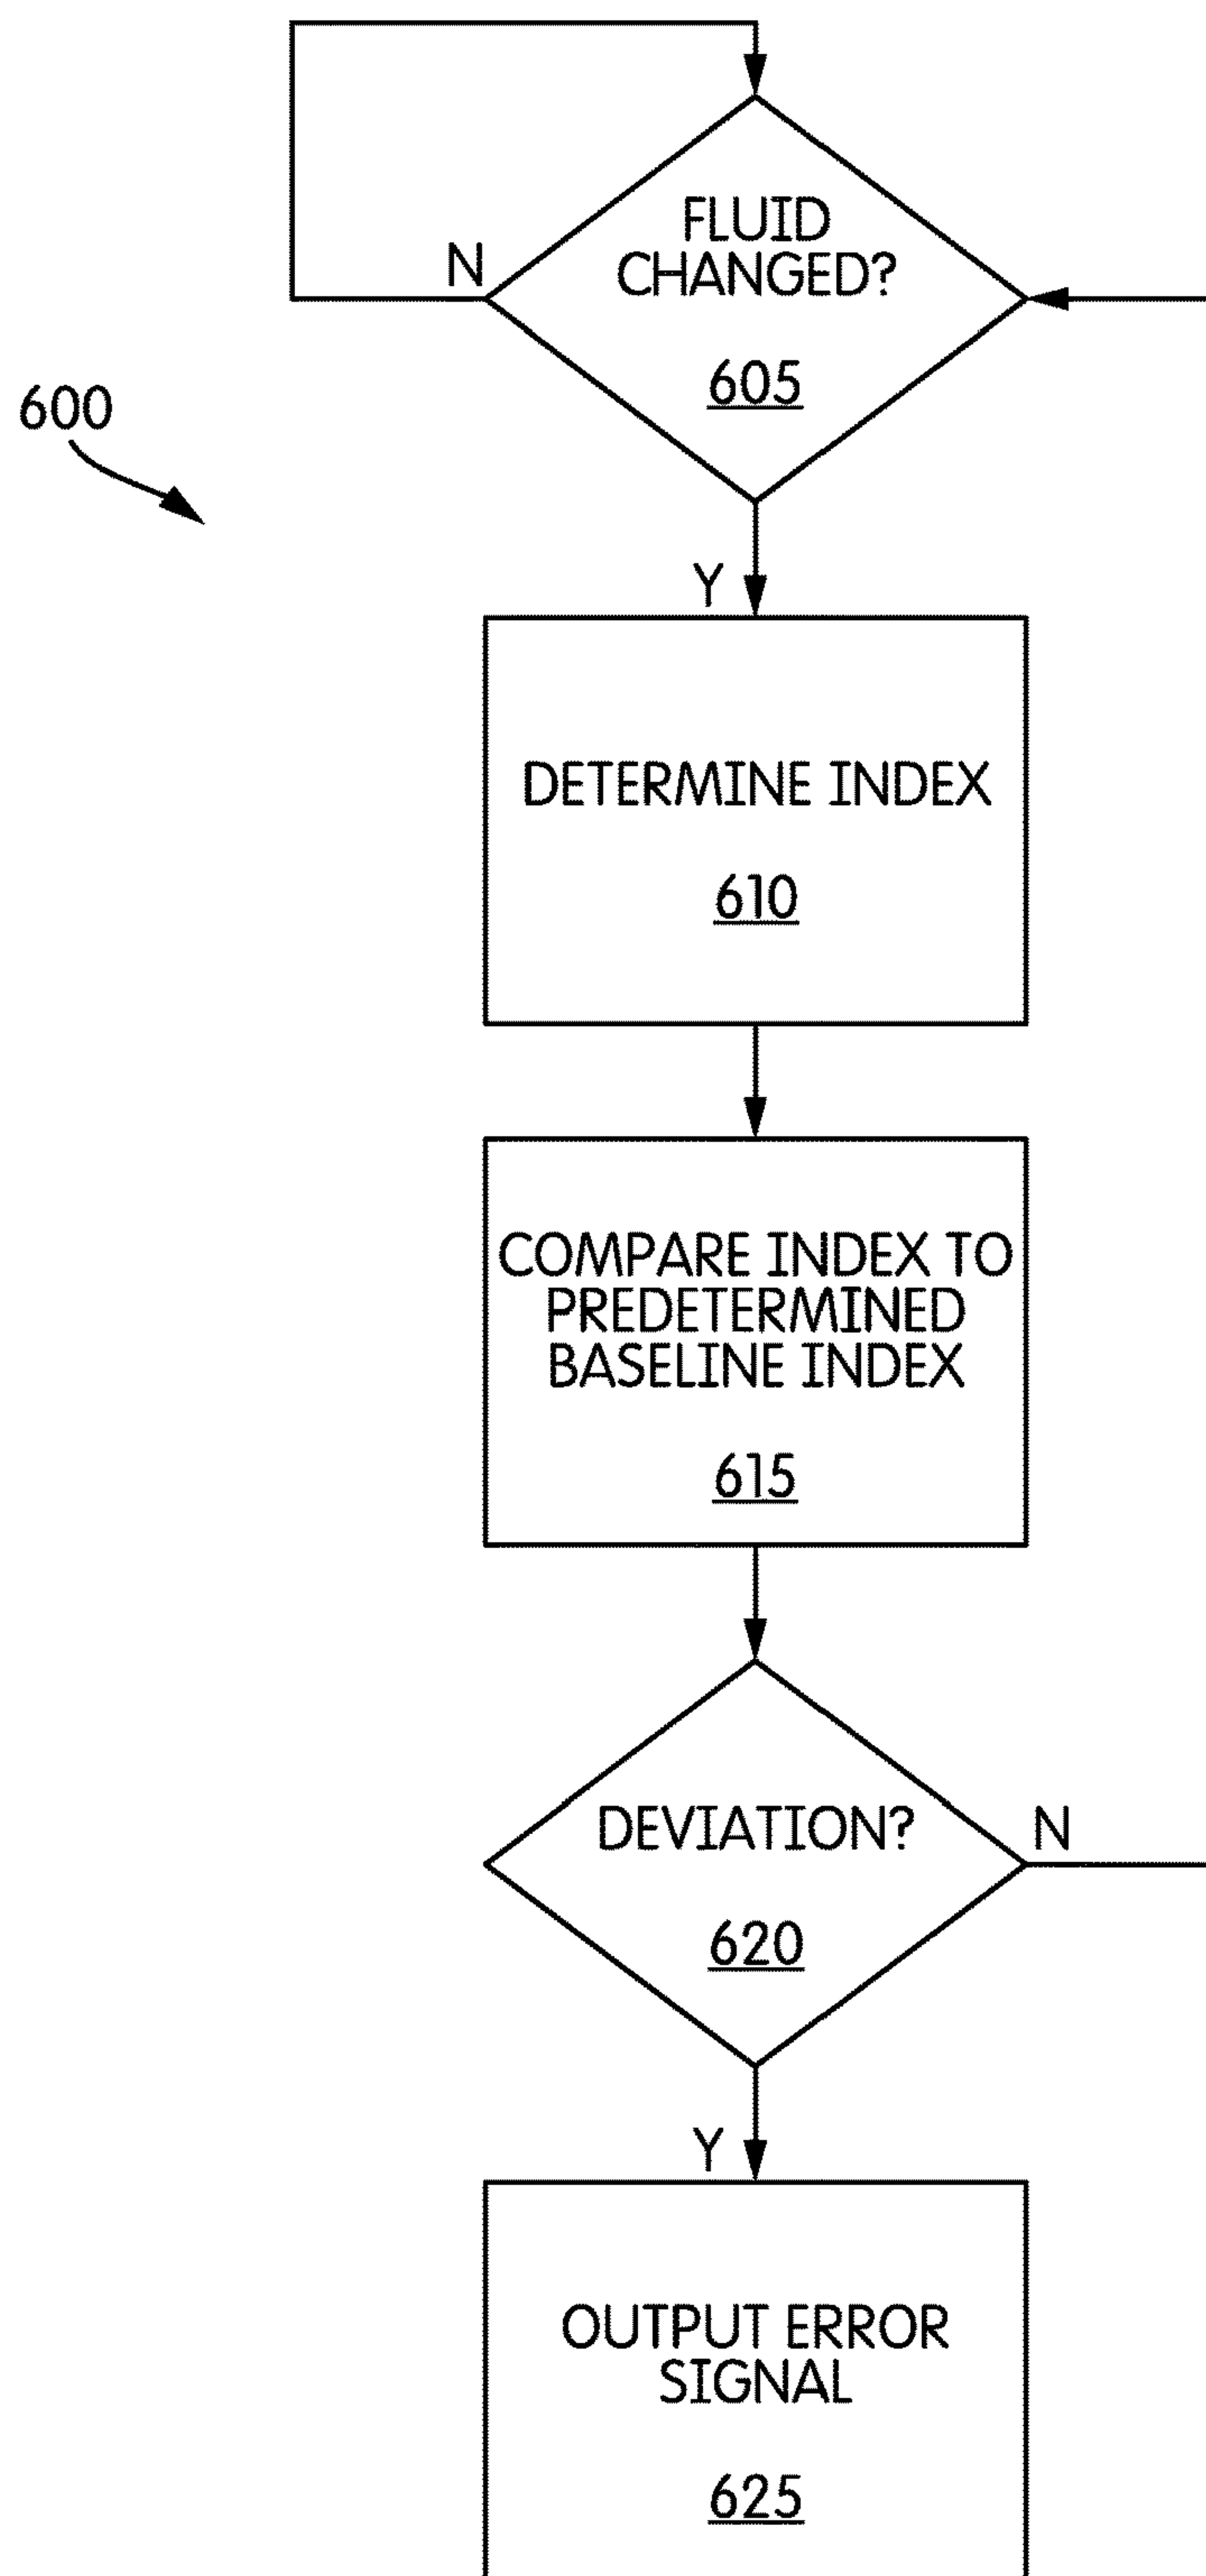 FLUID
CHANGED?
N
605
600
Y
DETERMINE INDEX
610
COMPARE INDEX TO
PREDETERMINED
BASELINE INDEX
615
DEVIATION?
N
620
Y
OUTPUT ERROR
SIGNAL
625